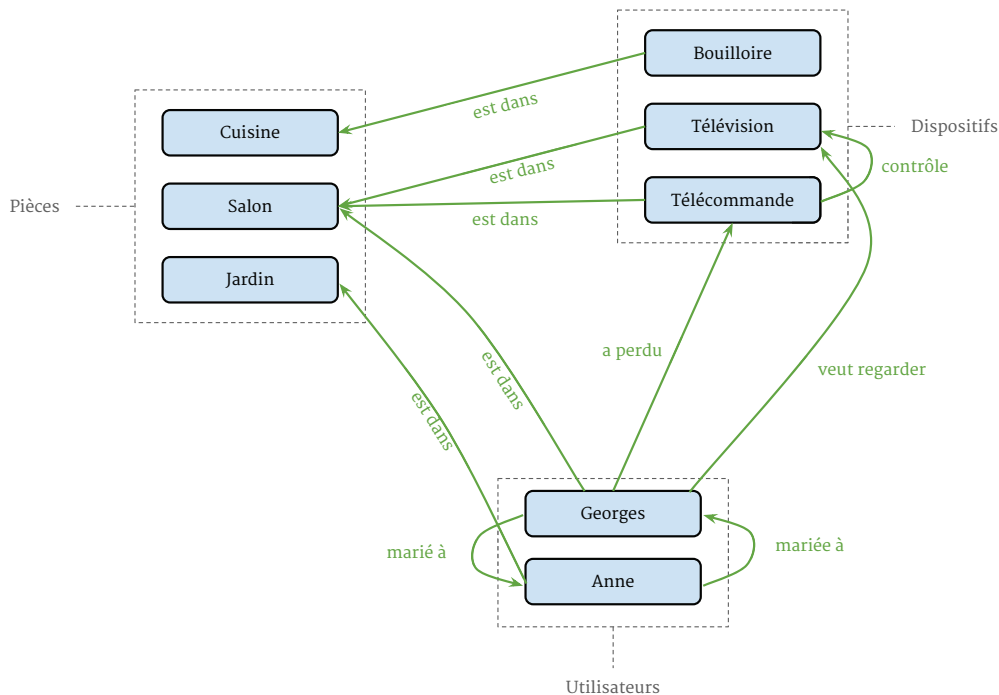 Bouilloire
est dans
Cuisine
Télévision
Dispositifs
est dans
contrôle
Pièces
Salon
Télécommande
est dans
Jardin
a perdu
est dans
veut regarder
est dans
Georges
marié à
mariée à
Anne
Utilisateurs